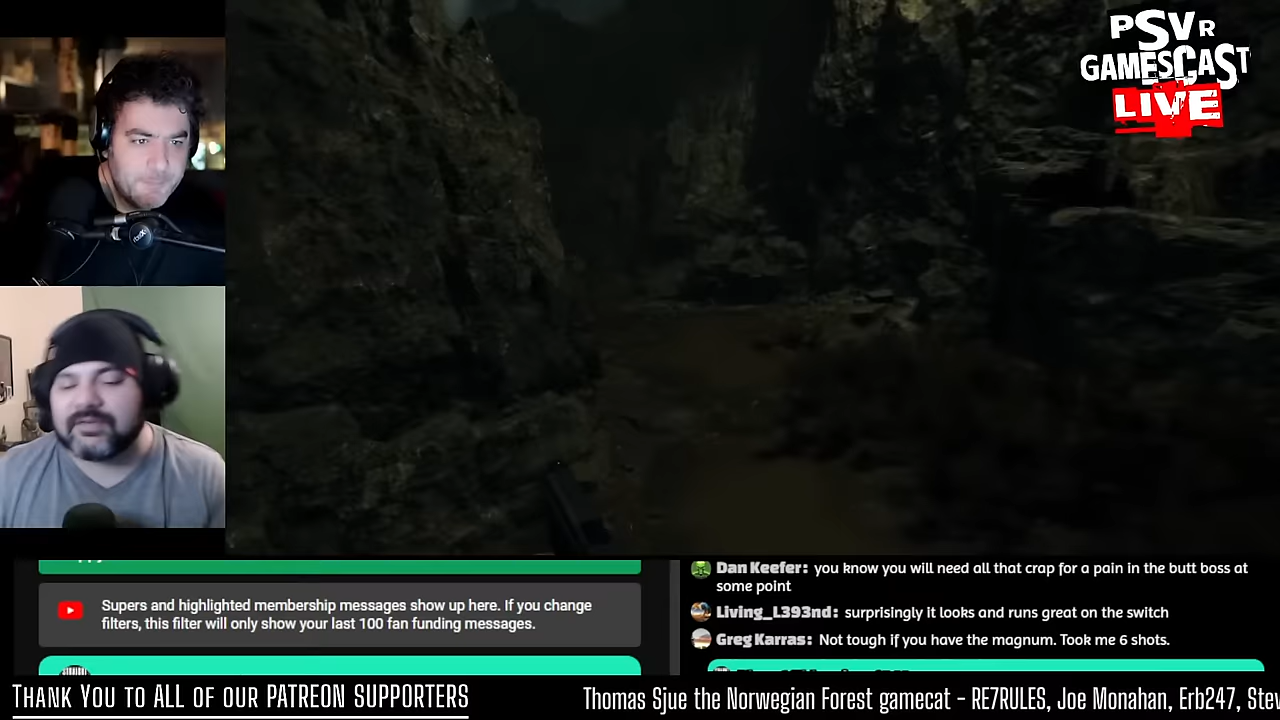 PSVR
GAMESCAST
LIVE
Dan Keefer: you know you will need all that crap for a pain in the butt boss at
some point
Living_L393nd: surprisingly it looks and runs great on the switch
Greg Karras: Not tough if you have the magnum. Took me 6 shots.
Supers and highlighted membership messages show up here. If you change
filters, this filter will only show your last 100 fan funding messages.
THANK YOU TO ALL OF OUR PATREON SUPPORTERS
Thomas Sjue the Norwegian Forest gamecat - RE7RULES, Joe Monahan, Erb247, Stev